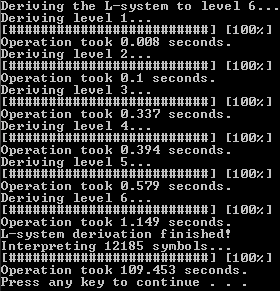 Deriving the L-system to level 6...
Deriving level 1...
[##########################] [100%]
Operation took 0.008 seconds.
Deriving level 2...
[##########################] [100%]
Operation took 0.1 seconds.
Deriving level 3...
[##########################] [100%]
Operation took 0.337 seconds.
Deriving level 4...
[##########################] [100%]
Operation took 0.394 seconds.
Deriving level 5...
[##########################] [100%]
Operation took 0.579 seconds.
Deriving level 6...
[##########################] [100%]
Operation took 1.149 seconds.
L-system derivation finished!
Interpreting 12185 symbols...
[##########################] [100%]
Operation took 109.453 seconds.
Press any key to continue . . .